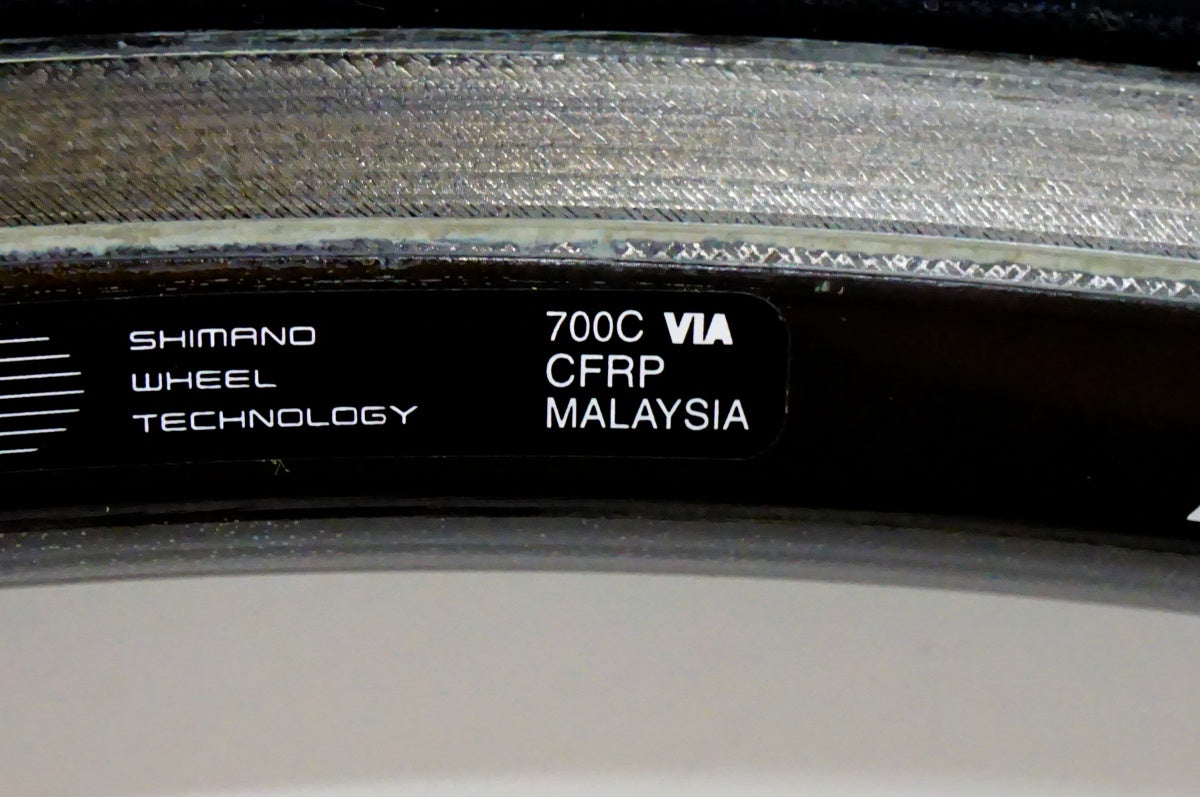 SHIMANO
WHEEL
TECHNOLOGY
700C VIA
CFRP
MALAYSIA